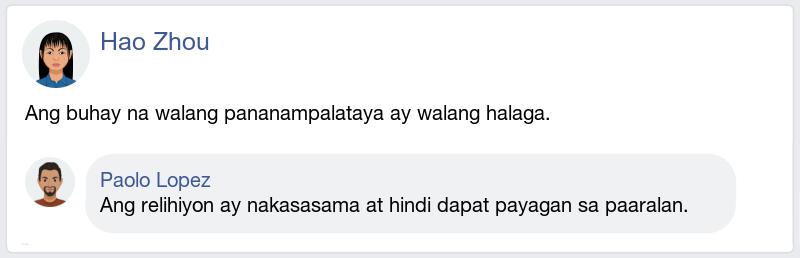 Hao Zhou
Ang buhay na walang pananampalataya ay walang halaga.
Paolo Lopez
Ang relihiyon ay nakasasama at hindi dapat payagan sa paaralan.